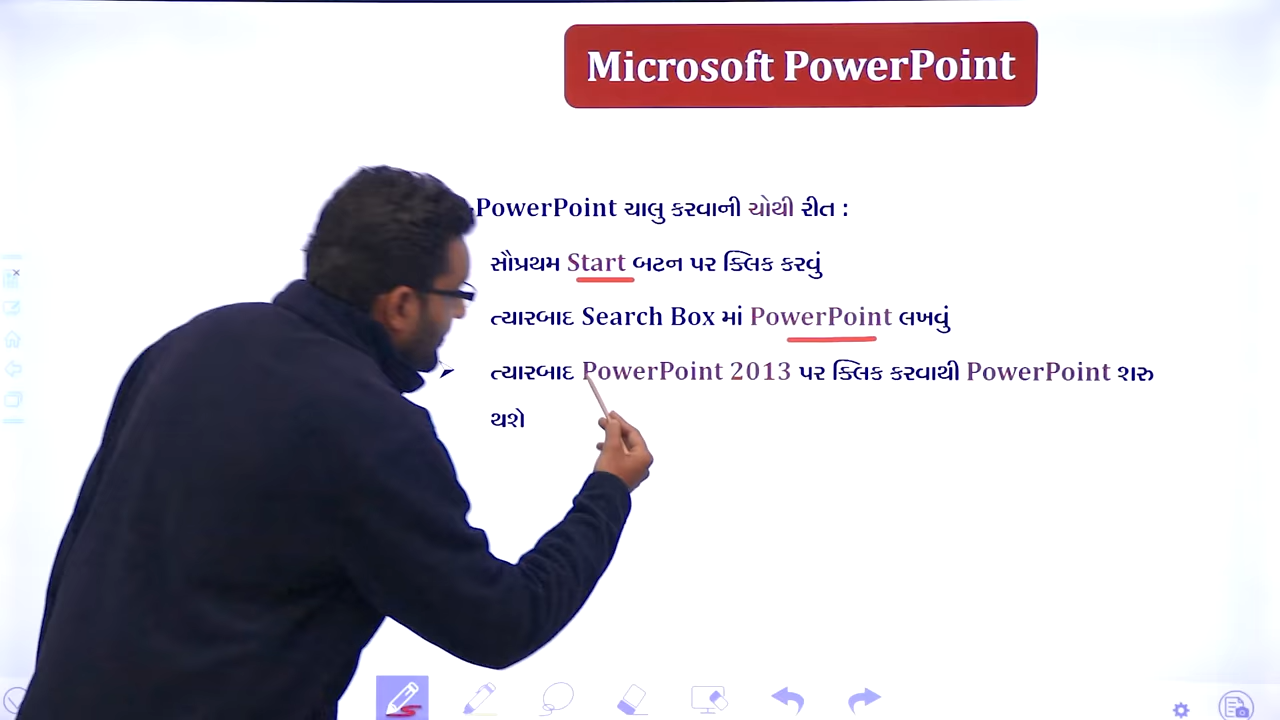 Microsoft PowerPoint
PowerPoint ચાલુ કરવાની ચોથી રીત :
સૌપ્રથમ Start બટન પર ક્લિક કરવું
ત્યારબાદ Search Box માં PowerPoint લખવું
ત્યારબાદ PowerPoint 2013 પર ક્લિક કરવાથી PowerPoint શરુ
થશે